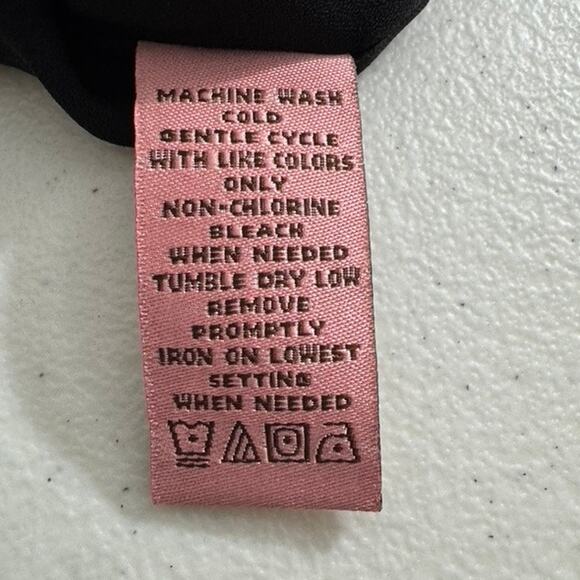 MACHINE WASH
COLD
GENTLE CYCLE
WITH LIKE COLORS
ONLY
NON-CHLORINE
BLEACH
WHEN NEEDED
TUMBLE DRY LOW
REMOVE
PROMPTLY
IRON ON LOWEST
SETTING
WHEN NEEDED